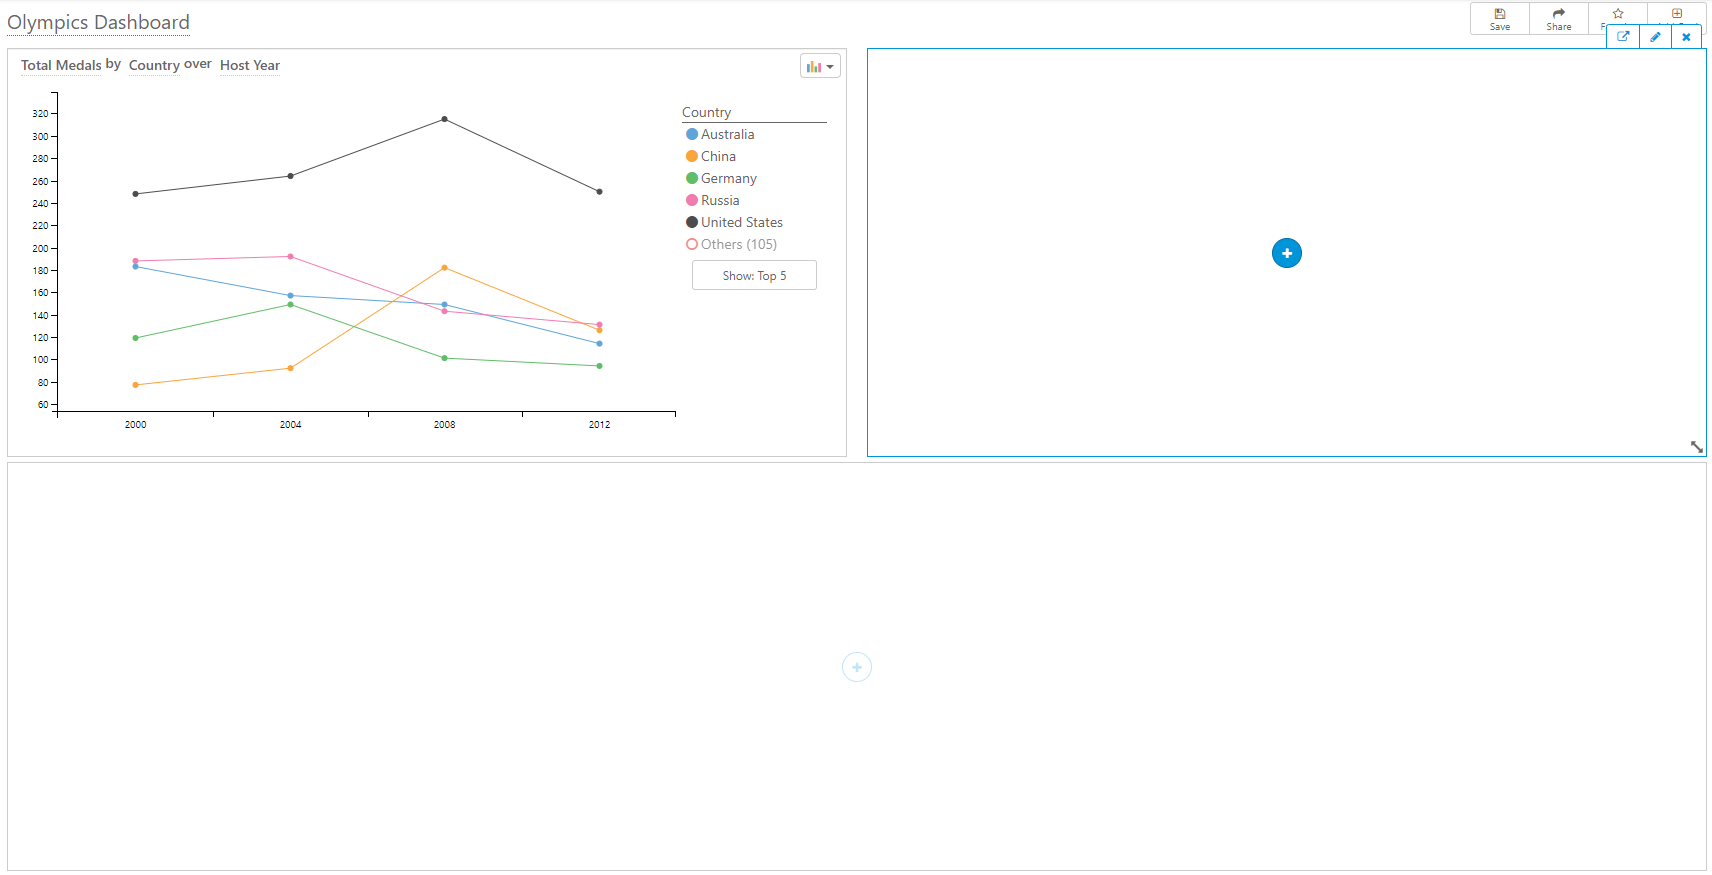 Olympics Dashboard
Save
Share
Total Medals by Country over Host Year
320
300
280
260
240
220
200
180
160
140
120
100
80
60
2000
2004
2008
2012
Country
Australia
China
Germany
Russia
United States
Others (105)
Show: Top 5